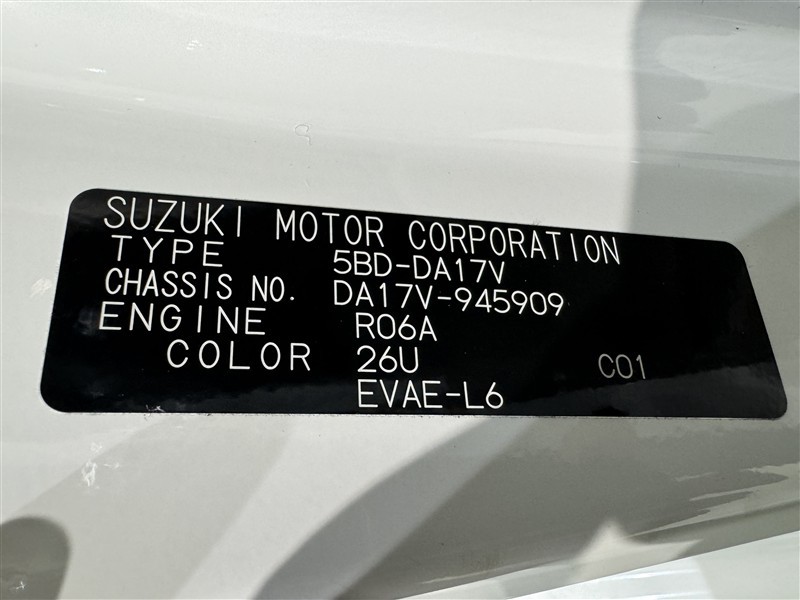 SUZUKI MOTOR CORPORATION
TYPE 5BD-DA17V
CHASSIS NO. DA17V-945909
ENGINE R06A
COLOR 26U C01
EVAE-L6